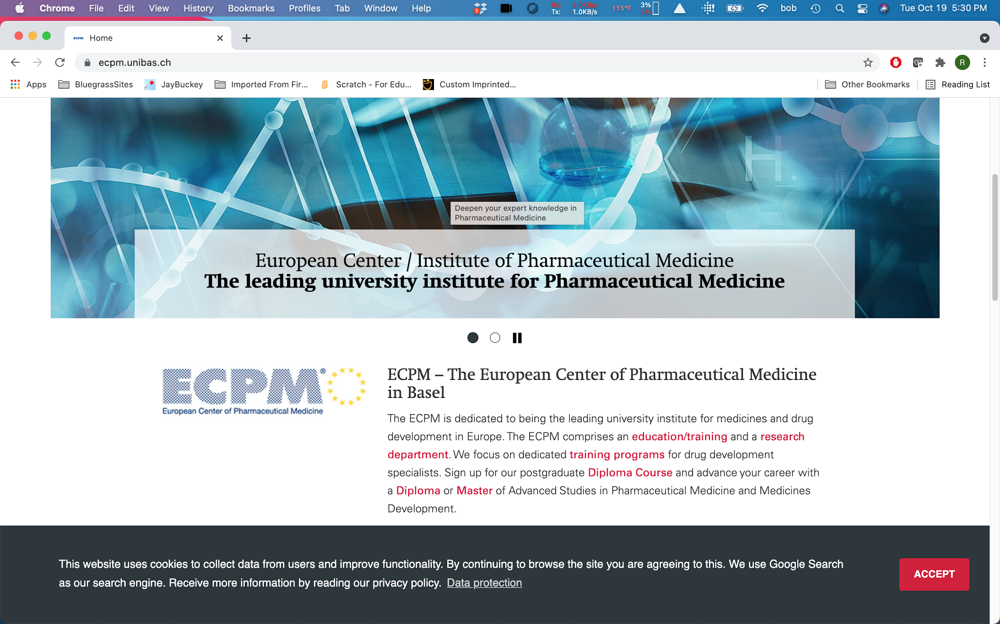 Chrome File Edit View History Bookmarks Profiles Tab Window Help 1 Rx: 3.0KB/s Tx: 1.0KB/s 115°F 3% 2% bob Tue Oct 19 5:30 PM
ECPM Home
ecpm.unibas.ch R
Apps BluegrassSites JayBuckey Imported From Fir... Scratch - For Edu... Custom Imprinted... Other Bookmarks Reading List
H.
Deepen your expert knowledge in
Pharmaceutical Medicine
European Center / Institute of Pharmaceutical Medicine
The leading university institute for Pharmaceutical Medicine
ECPM®
European Center of Pharmaceutical Medicine
ECPM – The European Center of Pharmaceutical Medicine
in Basel
The ECPM is dedicated to being the leading university institute for medicines and drug
development in Europe. The ECPM comprises an education/training and a research
department. We focus on dedicated training programs for drug development
specialists. Sign up for our postgraduate Diploma Course and advance your career with
a Diploma or Master of Advanced Studies in Pharmaceutical Medicine and Medicines
Development.
This website uses cookies to collect data from users and improve functionality. By continuing to browse the site you are agreeing to this. We use Google Search
as our search engine. Receive more information by reading our privacy policy. Data protection
ACCEPT